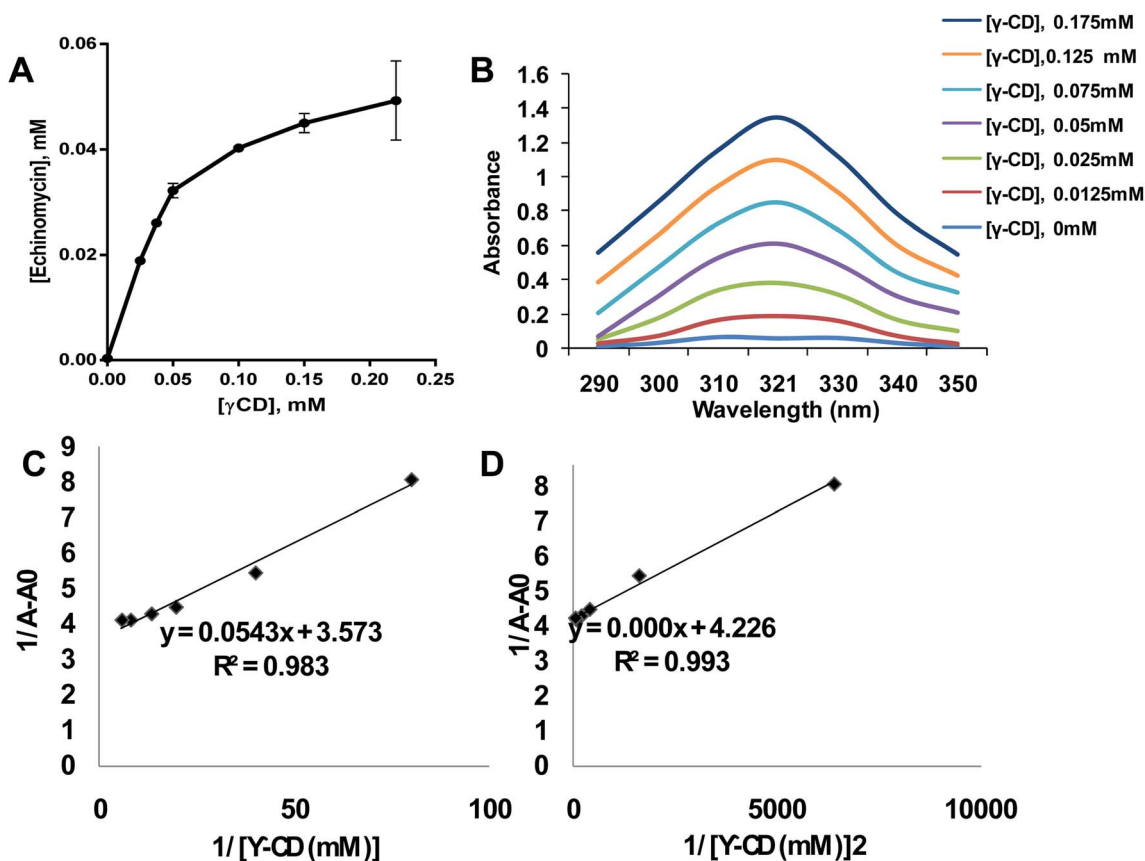 A
0.06
0.04
0.02
0.00
[Echinomycin], mM
0.00 0.05 0.10 0.15 0.20 0.25
[γCD], mM
B
1.6
1.4
1.2
1
0.8
0.6
0.4
0.2
0
Absorbance
290 300 310 321 330 340 350
Wavelength (nm)
[γ-CD], 0.175mM
[γ-CD],0.125 mM
[γ-CD], 0.075mM
[γ-CD], 0.05mM
[γ-CD], 0.025mM
[γ-CD], 0.0125mM
[γ-CD], 0mM
C
9
8
7
6
5
4
3
2
1
0
1/A-A0
y=0.0543x+3.573
R²=0.983
0 50 100
1/[Y-CD(mM)]
D
8
7
6
5
4
3
2
1
0
1/A-A0
y=0.000x+4.226
R²=0.993
0 5000 10000
1/[Y-CD(mM)]2